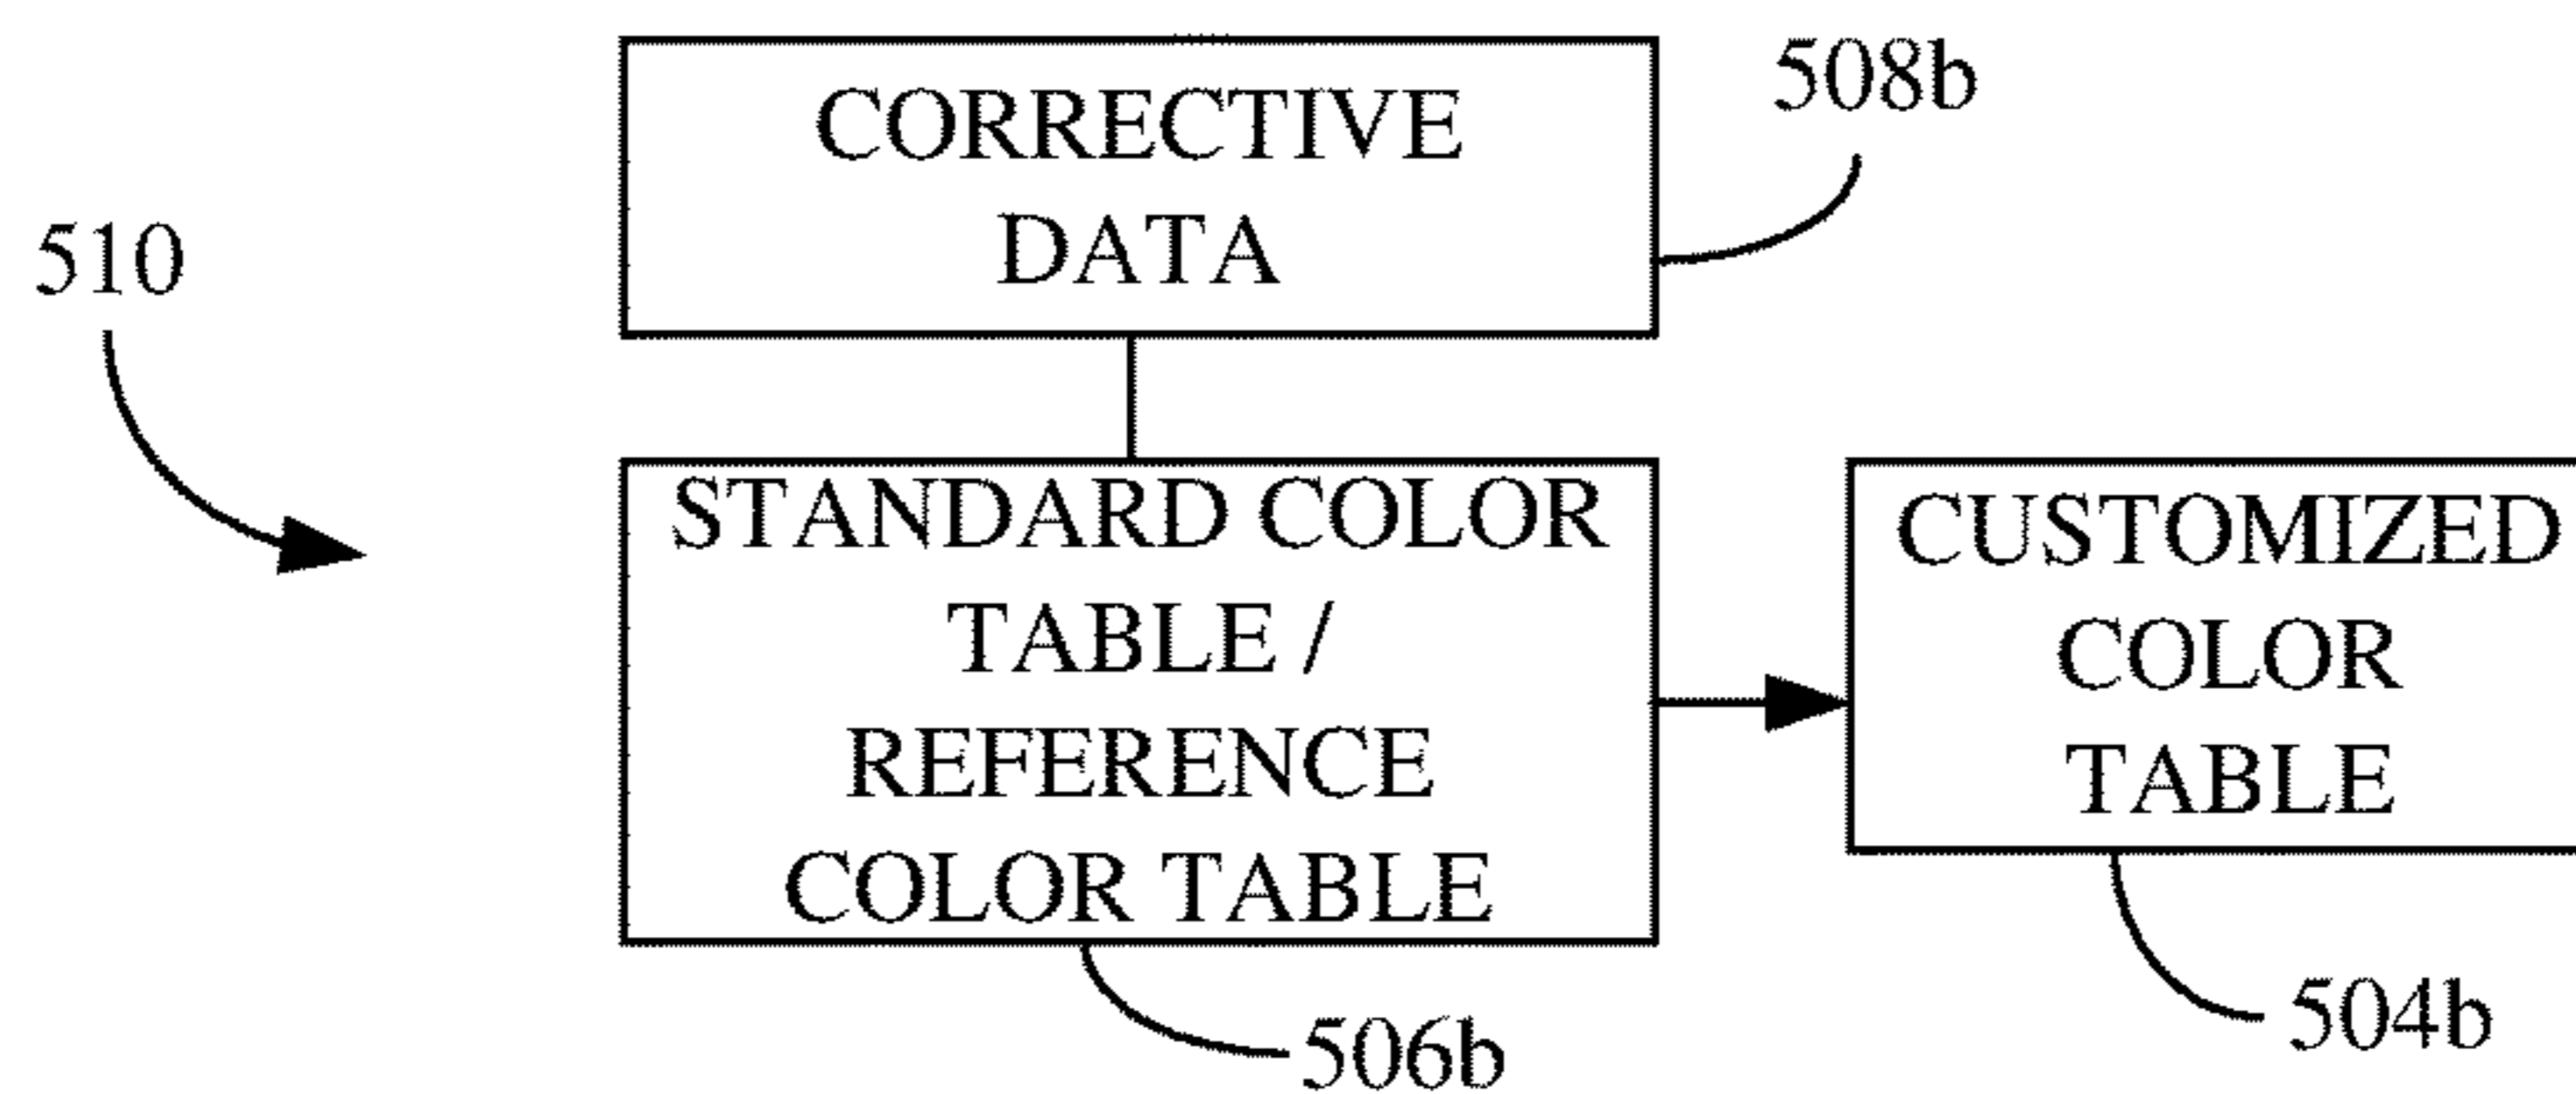 508b
CORRECTIVE
DATA
510
STANDARD COLOR
TABLE /
REFERENCE
COLOR TABLE
CUSTOMIZED
COLOR
TABLE
504b
506b